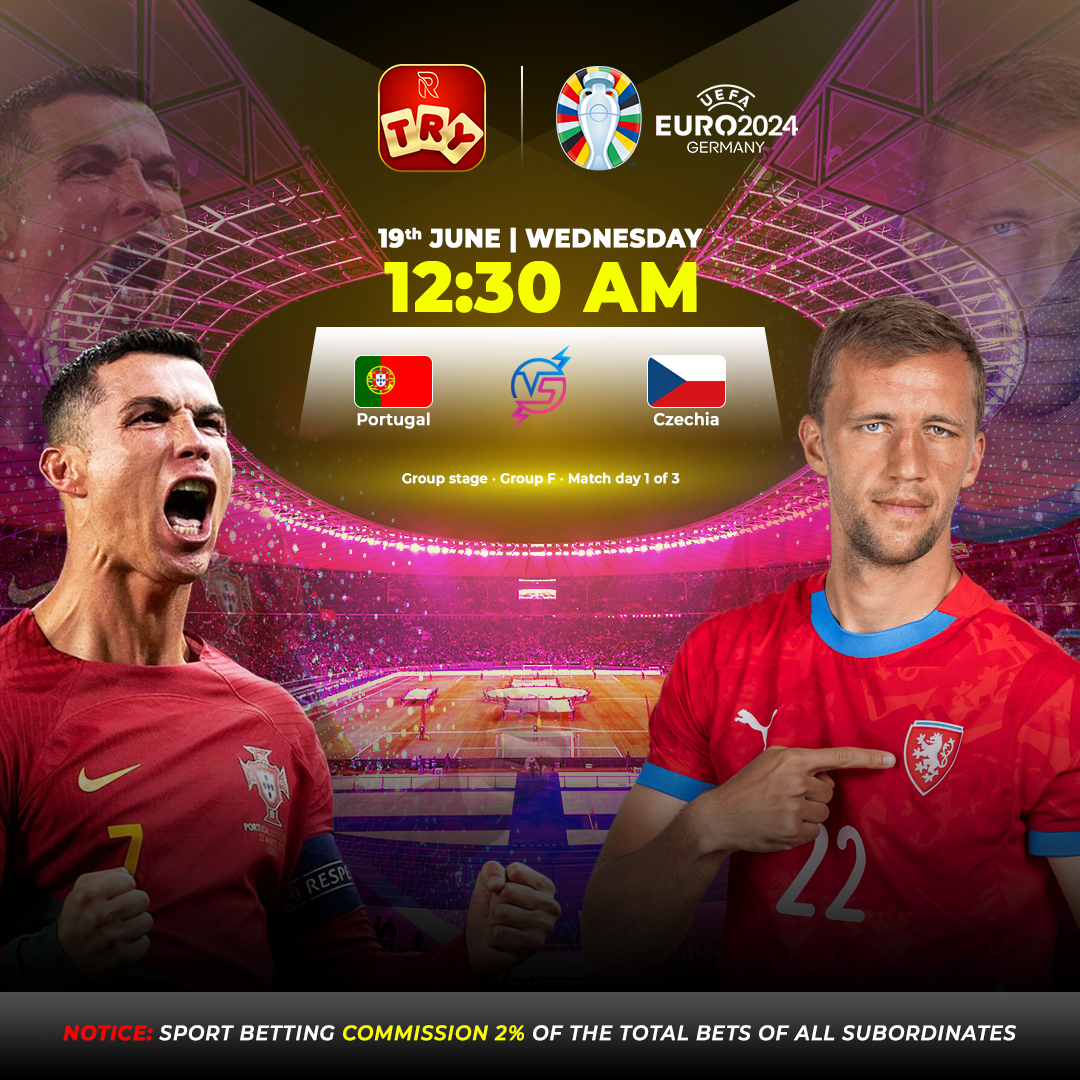 R
TRY
UEFA
EURO2024
GERMANY
19th JUNE | WEDNESDAY
12:30 AM
VS
Portugal
Czechia
Group stage · Group F · Match day 1 of 3
7
RESPE
22
NOTICE: SPORT BETTING COMMISSION 2% OF THE TOTAL BETS OF ALL SUBORDINATES